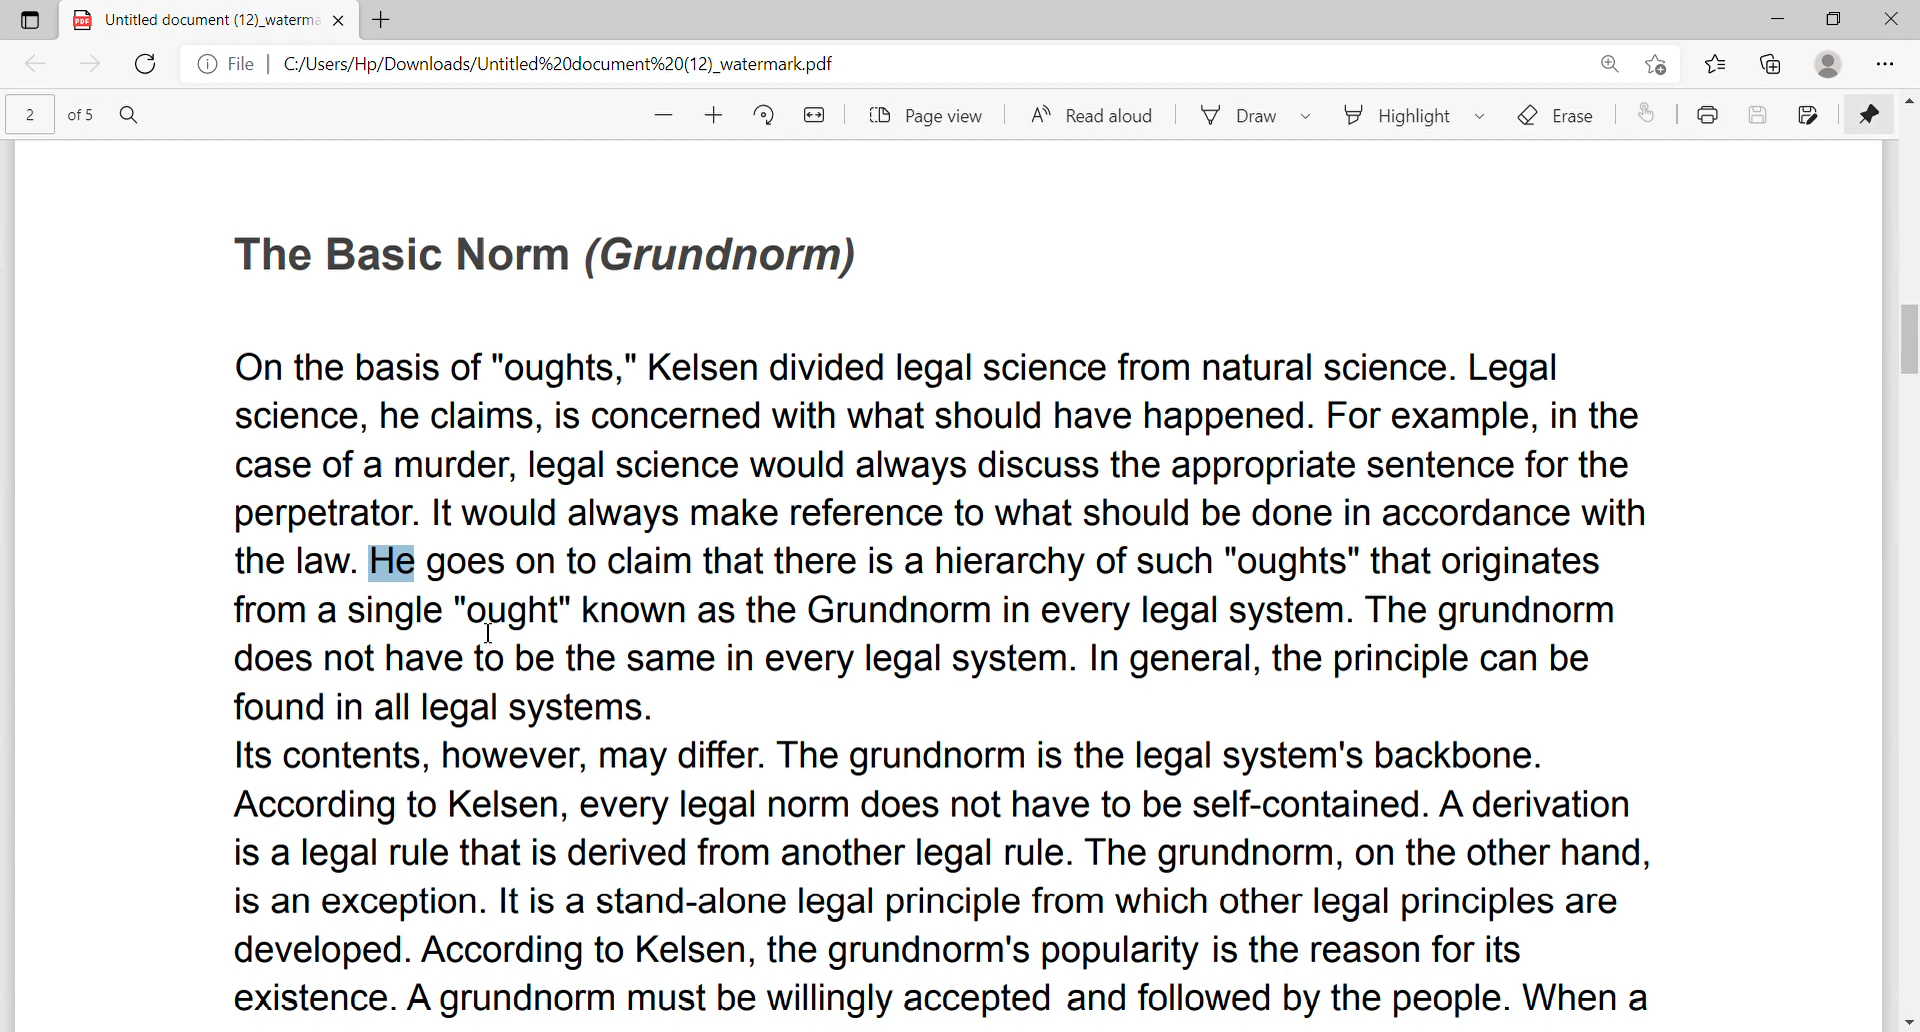 Untitled document (12)_waterma
File | C:/Users/Hp/Downloads/Untitled%20document%20(12)_watermark.pdf
2 of 5 Page view Read aloud Draw Highlight Erase
The Basic Norm (Grundnorm)
On the basis of "oughts," Kelsen divided legal science from natural science. Legal
science, he claims, is concerned with what should have happened. For example, in the
case of a murder, legal science would always discuss the appropriate sentence for the
perpetrator. It would always make reference to what should be done in accordance with
the law. He goes on to claim that there is a hierarchy of such "oughts" that originates
from a single "ought" known as the Grundnorm in every legal system. The grundnorm
does not have to be the same in every legal system. In general, the principle can be
found in all legal systems.
Its contents, however, may differ. The grundnorm is the legal system's backbone.
According to Kelsen, every legal norm does not have to be self-contained. A derivation
is a legal rule that is derived from another legal rule. The grundnorm, on the other hand,
is an exception. It is a stand-alone legal principle from which other legal principles are
developed. According to Kelsen, the grundnorm's popularity is the reason for its
existence. A grundnorm must be willingly accepted and followed by the people. When a